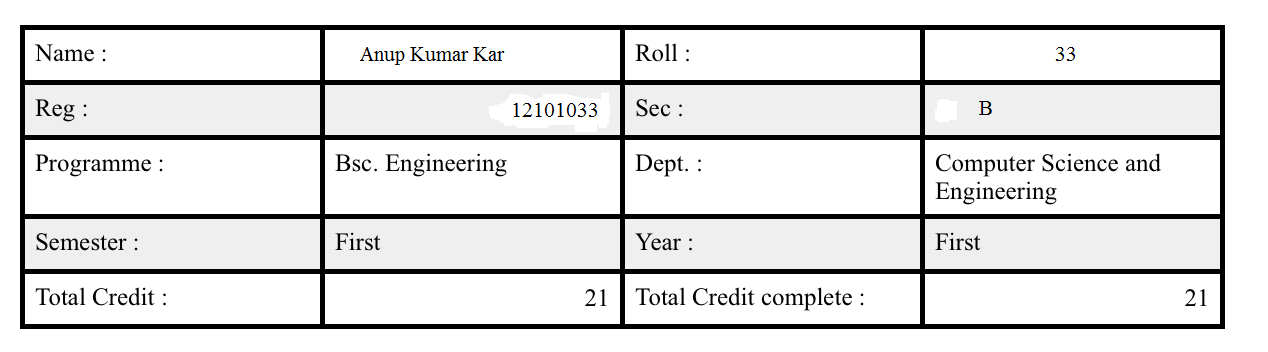 Name : Anup Kumar Kar Roll : 33
Reg : 12101033 Sec : B
Programme : Bsc. Engineering Dept. : Computer Science and
Engineering
Semester : First Year : First
Total Credit : 21 Total Credit complete : 21